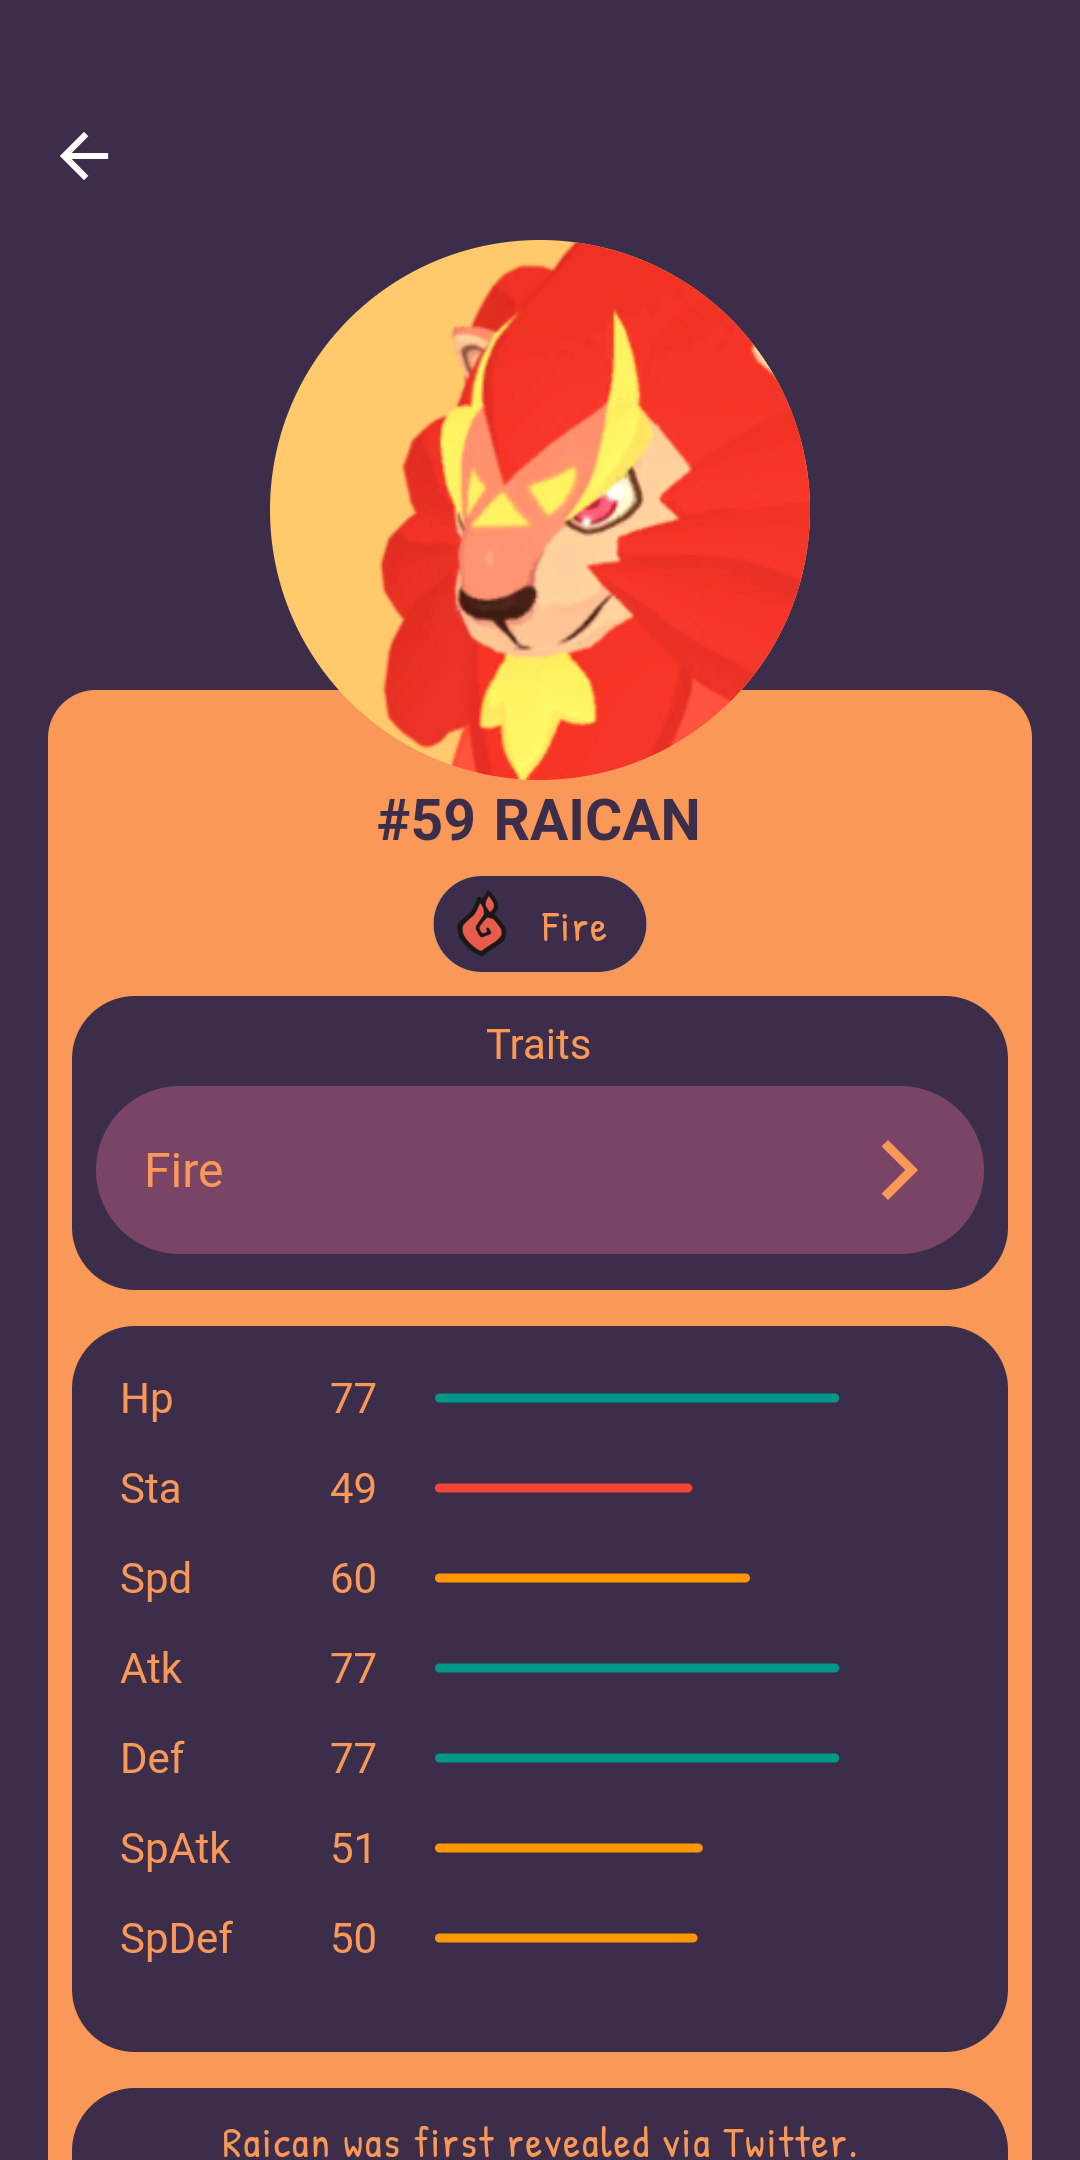 #59 RAICAN
Fire
Traits
Fire
Hp 77
Sta 49
Spd 60
Atk 77
Def 77
SpAtk 51
SpDef 50
Raican was first revealed via Twitter.